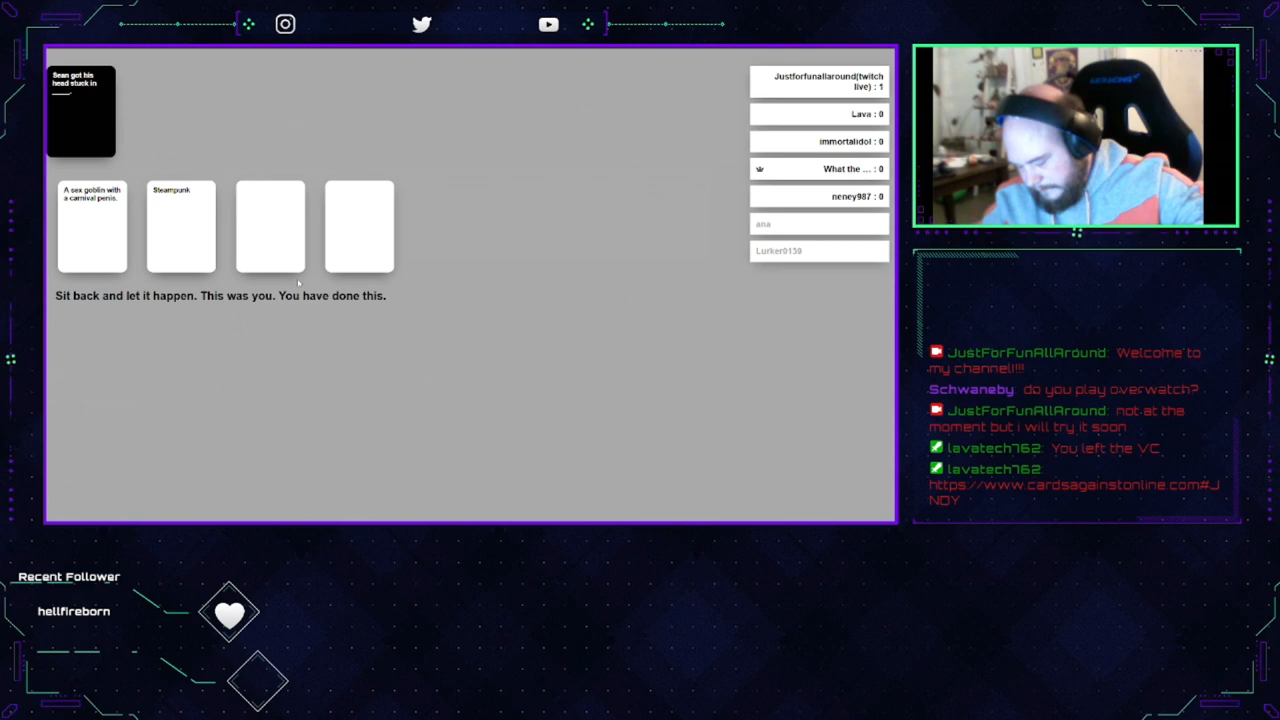 Sean got his
head stuck in
____.
A sex goblin with
a carnival penis.
Steampunk
Sit back and let it happen. This was you. You have done this.
Justforfunallaround(twitch
live) : 1
Lava : 0
immortalidol : 0
What the ... : 0
neney987 : 0
ana
Lurker0159
JustForFunAllAround: Welcome to
my channel!!!
Schwaneby: do you play overwatch?
JustForFunAllAround: not at the
moment but i will try it soon
lavatech762: You left the VC
lavatech762:
https://www.cardsagainstonline.com#J
NDY
Recent Follower
hellfireborn